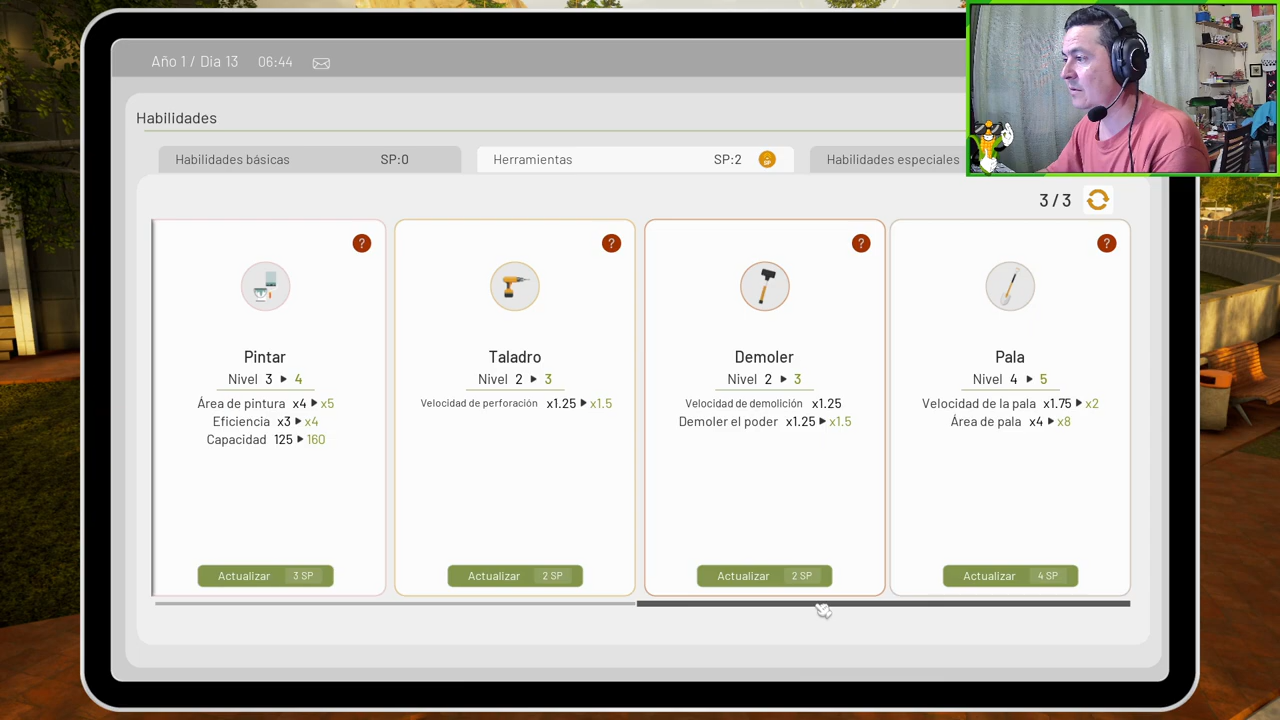 Año 1 / Dia 13 06:44
Habilidades
Habilidades básicas SP:0
Herramientas SP:2
Habilidades especiales
3 / 3
?
Pintar
Nivel 3 ▶ 4
Área de pintura x4 ▶ x5
Eficiencia x3 ▶ x4
Capacidad 125 ▶ 160
Actualizar 3 SP
?
Taladro
Nivel 2 ▶ 3
Velocidad de perforación x1.25 ▶ x1.5
Actualizar 2 SP
?
Demoler
Nivel 2 ▶ 3
Velocidad de demolición x1.25
Demoler el poder x1.25 ▶ x1.5
Actualizar 2 SP
?
Pala
Nivel 4 ▶ 5
Velocidad de la pala x1.75 ▶ x2
Área de pala x4 ▶ x8
Actualizar 4 SP